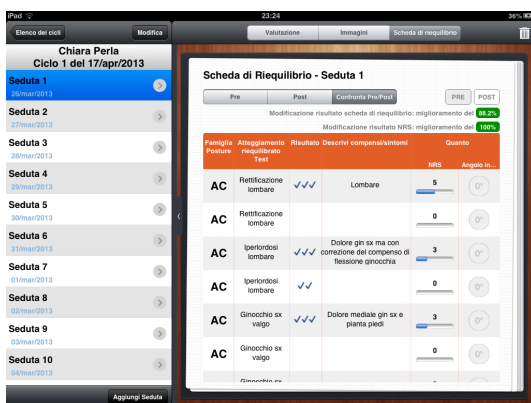 iPad
23:24
36%
Elenco dei cicli
Modifica
Valutazione
Immagini
Scheda di riequilibrio
Chiara Perla
Ciclo 1 del 17/apr/2013
Seduta 1
26/mar/2013
Seduta 2
27/mar/2013
Seduta 3
28/mar/2013
Seduta 4
29/mar/2013
Seduta 5
30/mar/2013
Seduta 6
31/mar/2013
Seduta 7
01/mar/2013
Seduta 8
02/mar/2013
Seduta 9
03/mar/2013
Seduta 10
04/mar/2013
Aggiungi Seduta
Scheda di Riequilibrio - Seduta 1
Pre
Post
Confronta Pre/Post
PRE
POST
Modificazione risultato scheda di riequilibrio: miglioramento del 88.2%
Modificazione risultato NRS: miglioramento del 100%
Famiglia Posture
Atteggiamento riequilibrato Test
Risultato
Descrivi compensi/sintomi
Quanto
NRS
Angolo in...
AC
Rettificazione lombare
Lombare
5
0°
AC
Rettificazione lombare
0
0°
AC
Iperlordosi lombare
Dolore gin sx ma con correzione del compenso di flessione ginocchia
3
0°
AC
Iperlordosi lombare
0
0°
AC
Ginocchio sx valgo
Dolore mediale gin sx e pianta piedi
3
0°
AC
Ginocchio sx valgo
0
0°
Ginocchio sx